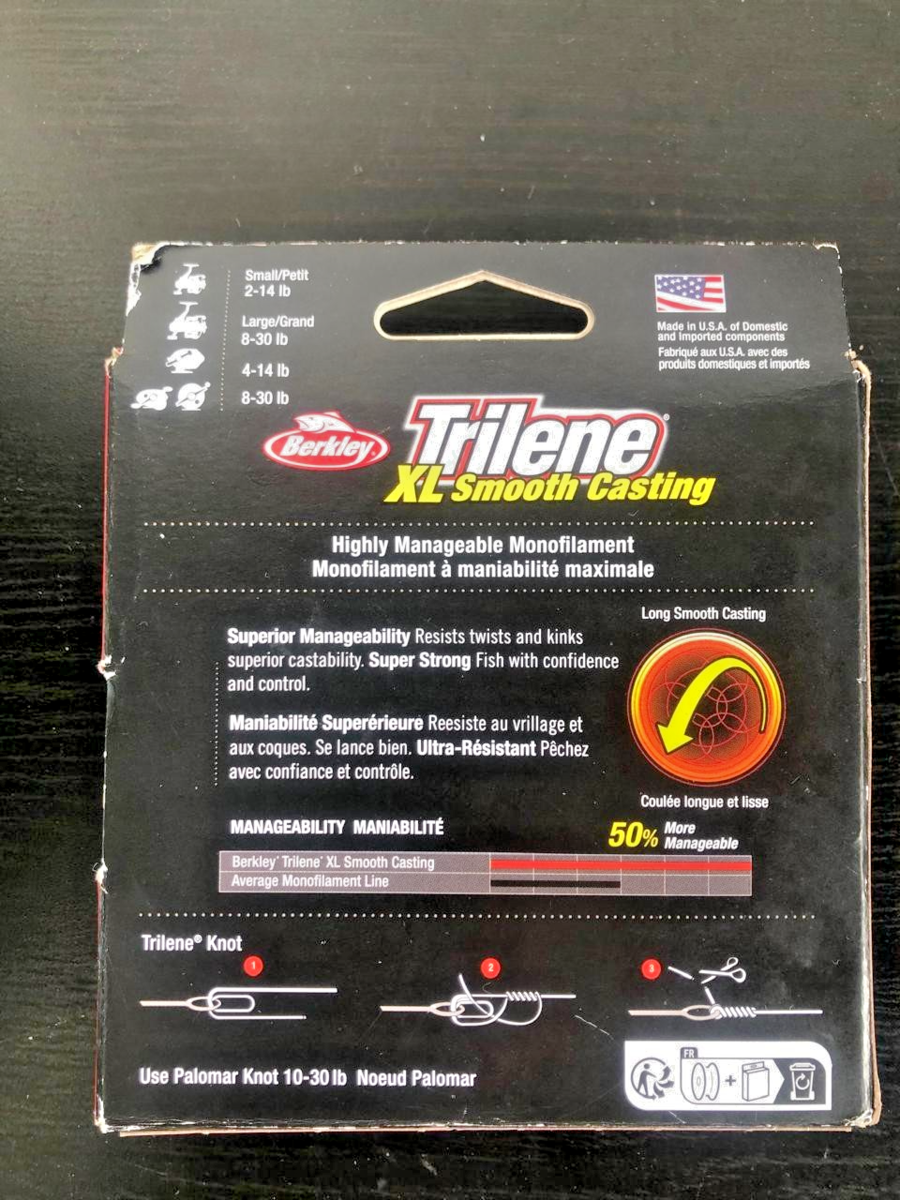 Small/Petit
2-14 lb
Large/Grand
8-30 lb
4-14 lb
8-30 lb
Made in U.S.A. of Domestic
and Imported components
Fabriqué aux U.S.A. avec des
produits domestiques et importés
Berkley®
Trilene®
XL Smooth Casting
Highly Manageable Monofilament
Monofilament à maniabilité maximale
Long Smooth Casting
Superior Manageability Resists twists and kinks
superior castability. Super Strong Fish with confidence
and control.
Maniabilité Superérieure Reesiste au vrillage et
aux coques. Se lance bien. Ultra-Résistant Pêchez
avec confiance et contrôle.
Coulée longue et lisse
MANAGEABILITY MANIABILITÉ
50% More
Manageable
Berkley® Trilene® XL Smooth Casting
Average Monofilament Line
Trilene® Knot
1
2
3
Use Palomar Knot 10-30 lb Noeud Palomar
FR
+